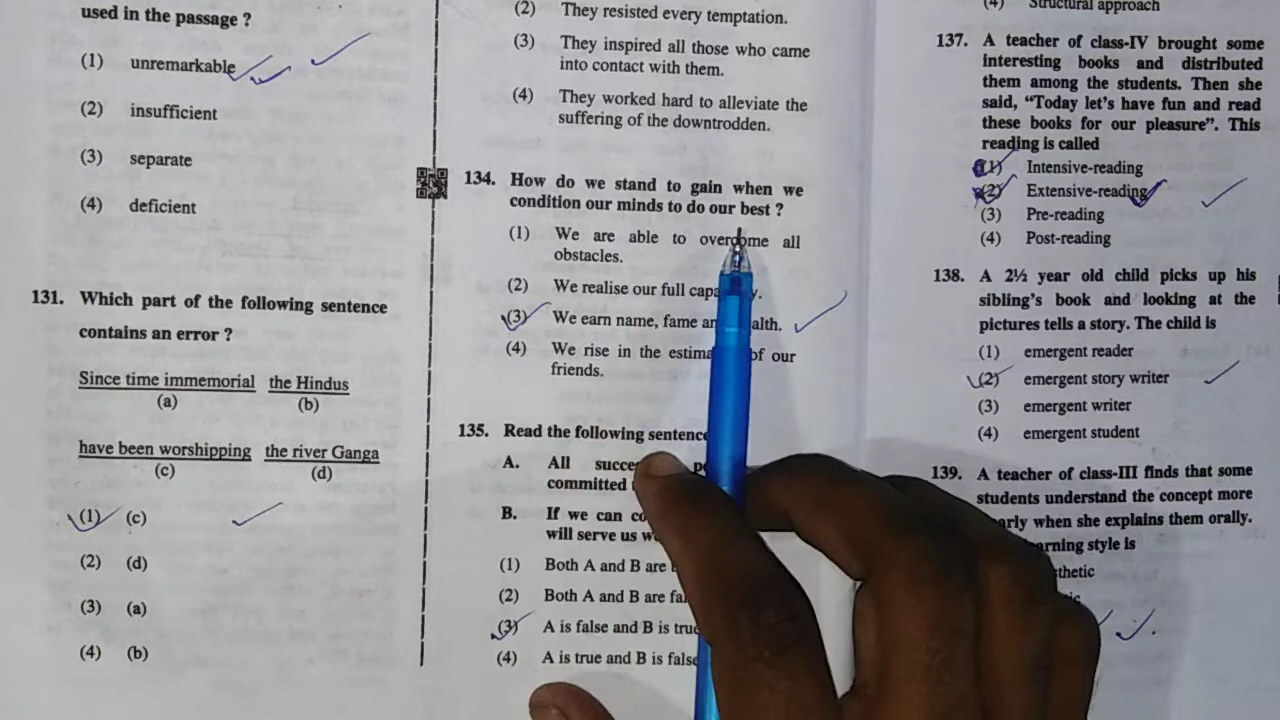 used in the passage ?
(1) unremarkable
(2) insufficient
(3) separate
(4) deficient
131. Which part of the following sentence
contains an error ?
Since time immemorial the Hindus
(a) (b)
have been worshipping the river Ganga
(c) (d)
(1) (c)
(2) (d)
(3) (a)
(4) (b)
(2) They resisted every temptation.
(3) They inspired all those who came
into contact with them.
(4) They worked hard to alleviate the
suffering of the downtrodden.
134. How do we stand to gain when we
condition our minds to do our best ?
(1) We are able to overcome all
obstacles.
(2) We realise our full
(3) We earn name, fame
(4) We rise in the of our
friends.
135. Read the following
A. All
committed
B. If we can
will serve us
(1) Both A and B are
(2) Both A and B are
(3) A is false and B is
(4) A is true and B is
(4) Structural approach
137. A teacher of class-IV brought some
interesting books and distributed
them among the students. Then she
said, “Today let’s have fun and read
these books for our pleasure”. This
reading is called
(1) Intensive-reading
(2) Extensive-reading
(3) Pre-reading
(4) Post-reading
138. A 2½ year old child picks up his
sibling’s book and looking at the
pictures tells a story. The child is
(1) emergent reader
(2) emergent story writer
(3) emergent writer
(4) emergent student
139. A teacher of class-III finds that some
students understand the concept more
when she explains them orally.
style is